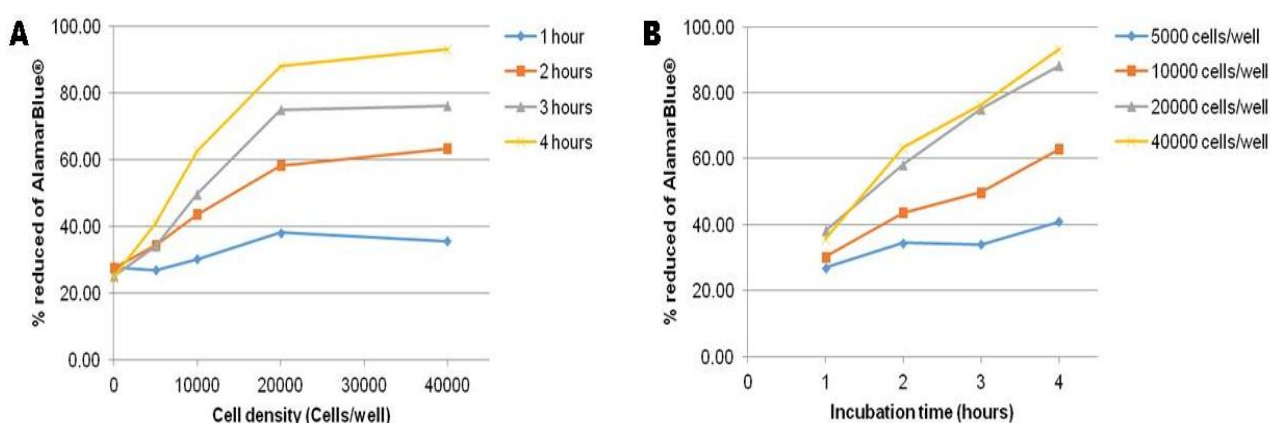 A
% reduced of AlamarBlue®
100.00
80.00
60.00
40.00
20.00
0.00
0 10000 20000 30000 40000
Cell density (Cells/well)
1 hour
2 hours
3 hours
4 hours
B
% reduced of AlamarBlue®
100.00
80.00
60.00
40.00
20.00
0.00
0 1 2 3 4
Incubation time (hours)
5000 cells/well
10000 cells/well
20000 cells/well
40000 cells/well